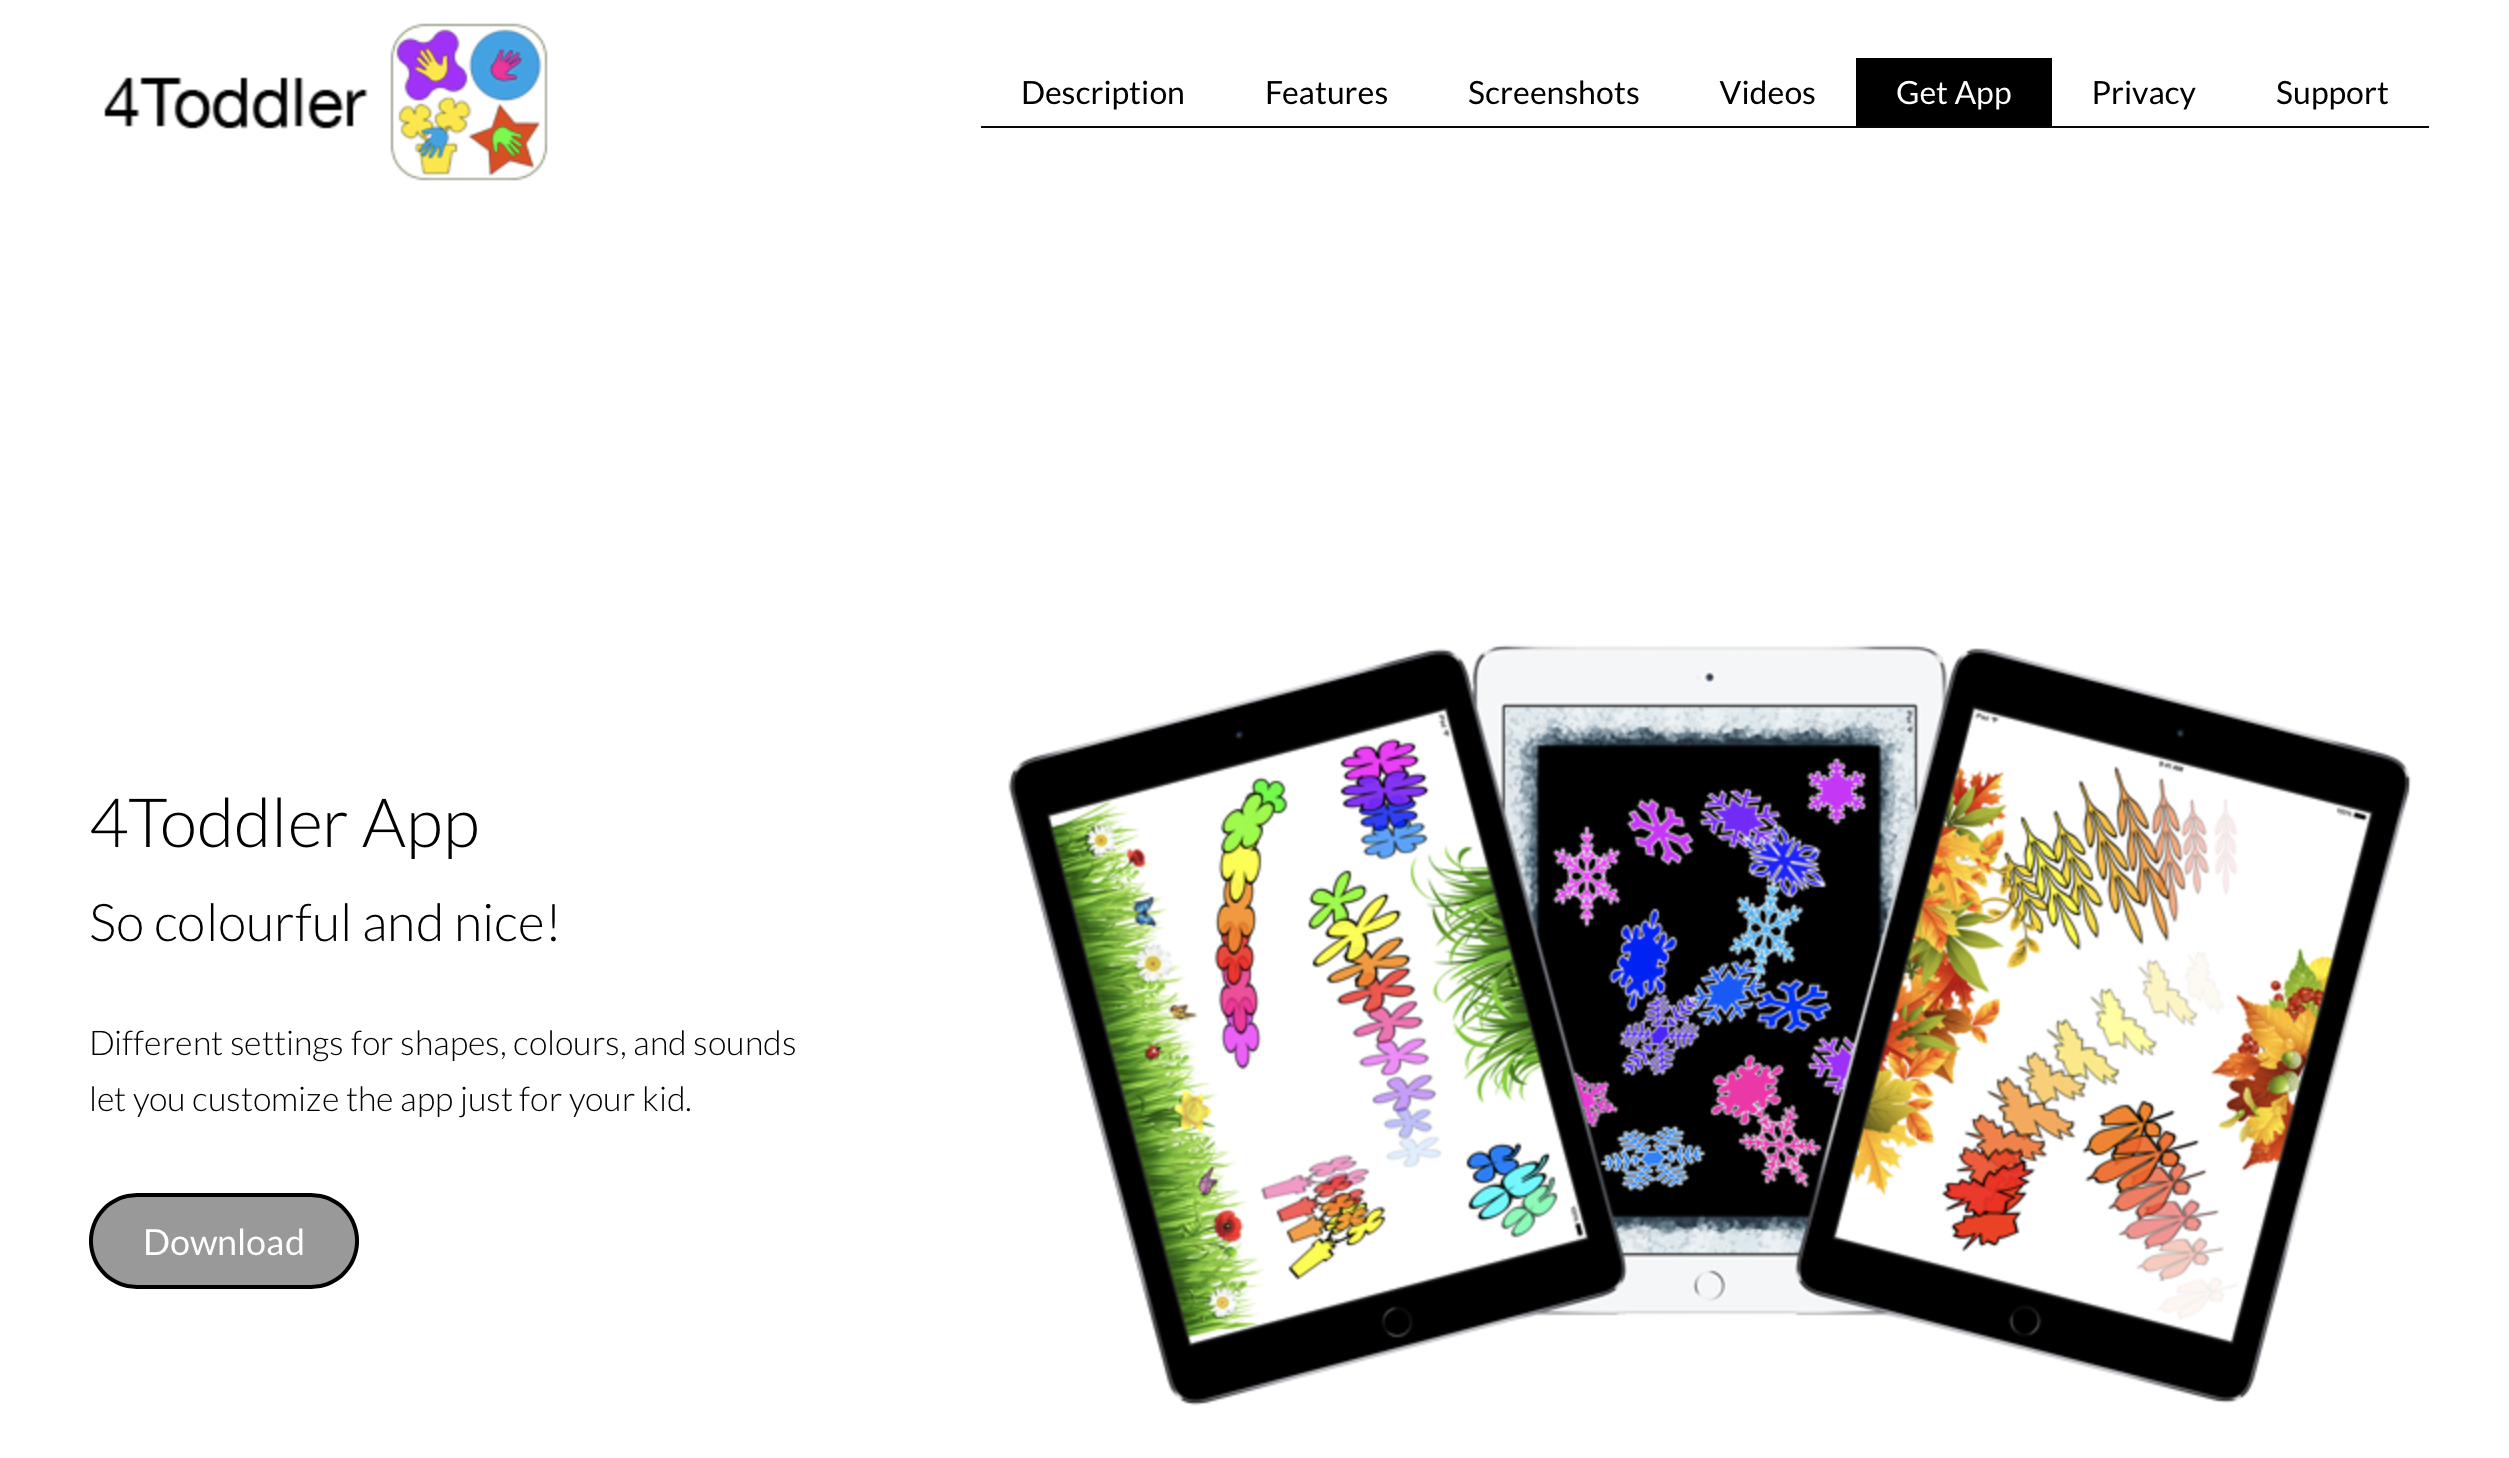 4Toddler
Description Features Screenshots Videos Get App Privacy Support
4Toddler App
So colourful and nice!
Different settings for shapes, colours, and sounds
let you customize the app just for your kid.
Download